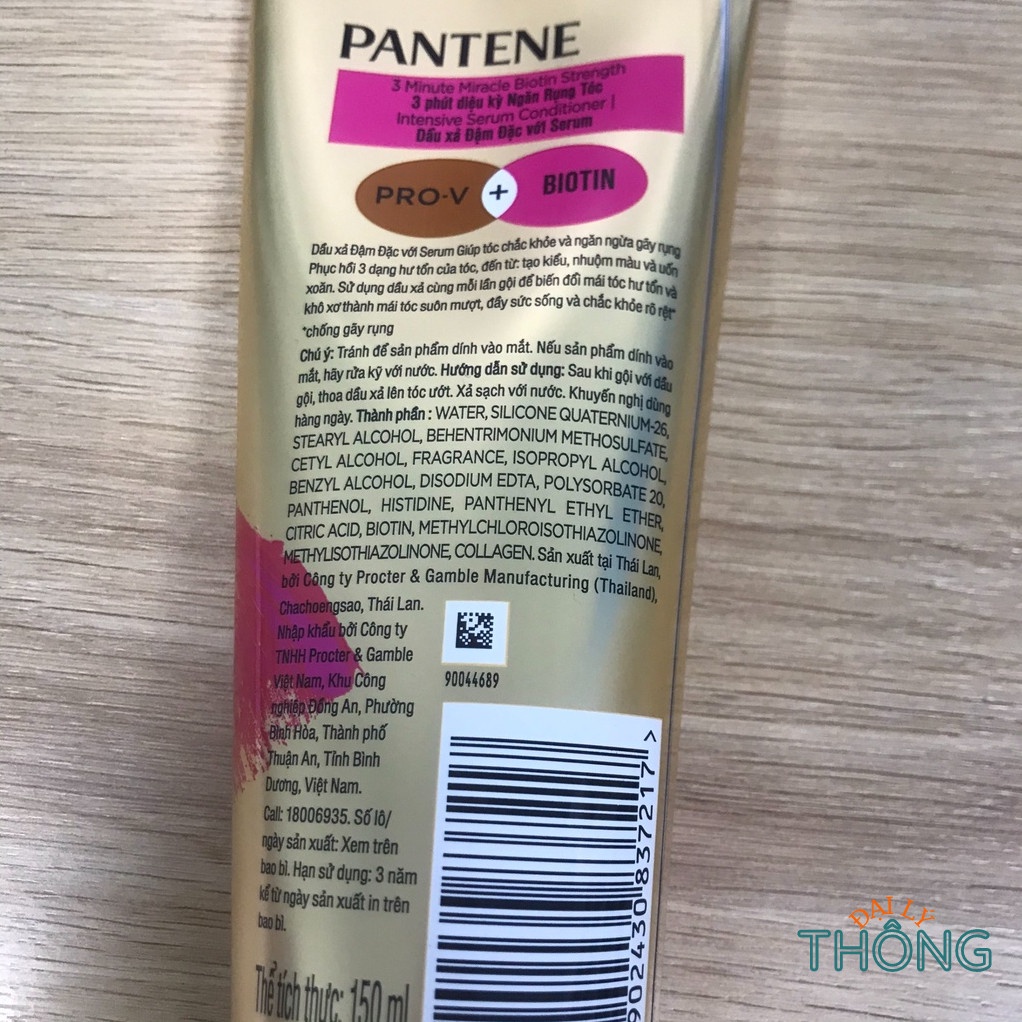 PANTENE
3 Minute Miracle Biotin Strength
3 phút diệu kỳ Ngăn Rụng Tóc
Intensive Serum Conditioner |
Dầu xả Đậm Đặc với Serum
PRO-V + BIOTIN
Dầu xả Đậm Đặc với Serum Giúp tóc chắc khỏe và ngăn ngừa gãy rụng
Phục hồi 3 dạng hư tổn của tóc, đến từ: tạo kiểu, nhuộm màu và uốn
xoăn. Sử dụng dầu xả cùng mỗi lần gội để biến đổi mái tóc hư tổn và
khô xơ thành mái tóc suôn mượt, đầy sức sống và chắc khỏe rõ rệt*
*chống gãy rụng
Chú ý: Tránh để sản phẩm dính vào mắt. Nếu sản phẩm dính vào
mắt, hãy rửa kỹ với nước. Hướng dẫn sử dụng: Sau khi gội với dầu
gội, thoa dầu xả lên tóc ướt. Xả sạch với nước. Khuyến nghị dùng
hàng ngày. Thành phần : WATER, SILICONE QUATERNIUM-26,
STEARYL ALCOHOL, BEHENTRIMONIUM METHOSULFATE,
CETYL ALCOHOL, FRAGRANCE, ISOPROPYL ALCOHOL,
BENZYL ALCOHOL, DISODIUM EDTA, POLYSORBATE 20,
PANTHENOL, HISTIDINE, PANTHENYL ETHYL ETHER,
CITRIC ACID, BIOTIN, METHYLCHLOROISOTHIAZOLINONE,
METHYLISOTHIAZOLINONE, COLLAGEN. Sản xuất tại Thái Lan,
bởi Công ty Procter & Gamble Manufacturing (Thailand),
Chachoengsao, Thái Lan.
Nhập khẩu bởi Công ty
TNHH Procter & Gamble
Việt Nam, Khu Công
nghiệp Đồng An, Phường
Bình Hòa, Thành phố
Thuận An, Tỉnh Bình
Dương, Việt Nam.
Call: 18006935. Số lô/
ngày sản xuất: Xem trên
bao bì. Hạn sử dụng: 3 năm
kể từ ngày sản xuất in trên
bao bì.
Thể tích thực: 150 ml
90044689
902430 837217 >
ĐẠI LÝ
THÔNG